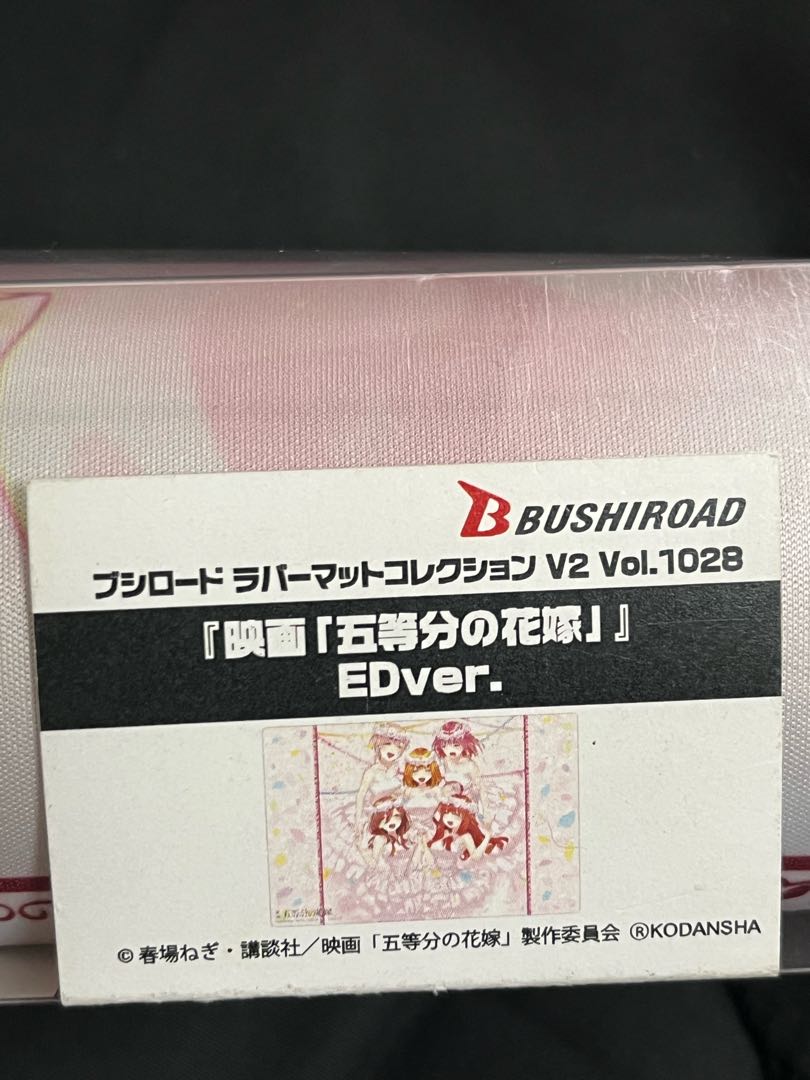 BUSHIROAD
ブシロード ラバーマットコレクション V2 Vol.1028
『映画「五等分の花嫁」』
EDver.
© 春場ねぎ・講談社／映画「五等分の花嫁」製作委員会 ®KODANSHA